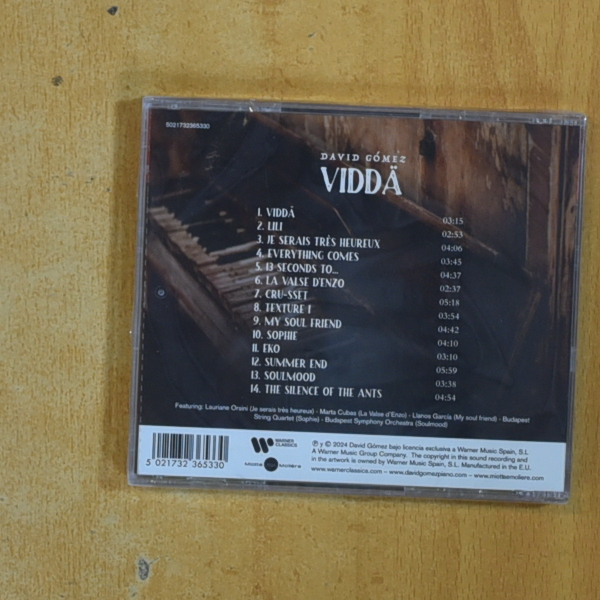 5021732365330
DAVID GÓMEZ
VIDDÄ
1. VIDDÄ 03:15
2. LILI 02:53
3. JE SERAIS TRÈS HEUREUX 04:06
4. EVERYTHING COMES 03:45
5. 13 SECONDS TO... 04:37
6. LA VALSE D'ENZO 02:37
7. CRU-SSET 05:18
8. TEXTURE I 03:54
9. MY SOUL FRIEND 04:42
10. SOPHIE 04:10
11. EKO 03:10
12. SUMMER END 05:59
13. SOULMOOD 03:38
14. THE SILENCE OF THE ANTS 04:54
Featuring: Lauriane Orsini (Je serais très heureux) - Marta Cubas (La Valse d'Enzo) - Llanos García (My soul friend) - Budapest
String Quartet (Sophie) - Budapest Symphony Orchestra (Soulmood)
5 021732 365330
WARNER
CLASSICS
℗ y © 2024 David Gómez bajo licencia exclusiva a Warner Music Spain, S.L
A Warner Music Group Company. The copyright in this sound recording and
in the artwork is owned by Warner Music Spain, S.L. Manufactured in the E.U.
www.warnerclassics.com – www.davidgomezpiano.com – www.miottaemoliere.com